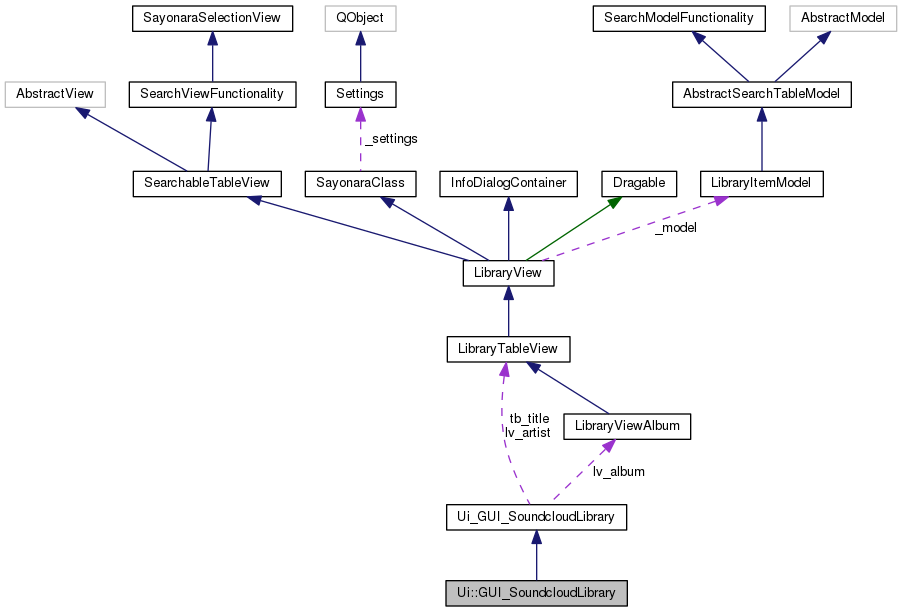 SayonaraSelectionView
QObject
SearchModelFunctionality
AbstractModel
AbstractView
SearchViewFunctionality
Settings
AbstractSearchTableModel
_settings
SearchableTableView
SayonaraClass
InfoDialogContainer
Dragable
LibraryItemModel
_model
LibraryView
LibraryTableView
tb_title
lv_artist
LibraryViewAlbum
lv_album
Ui_GUI_SoundcloudLibrary
Ui::GUI_SoundcloudLibrary